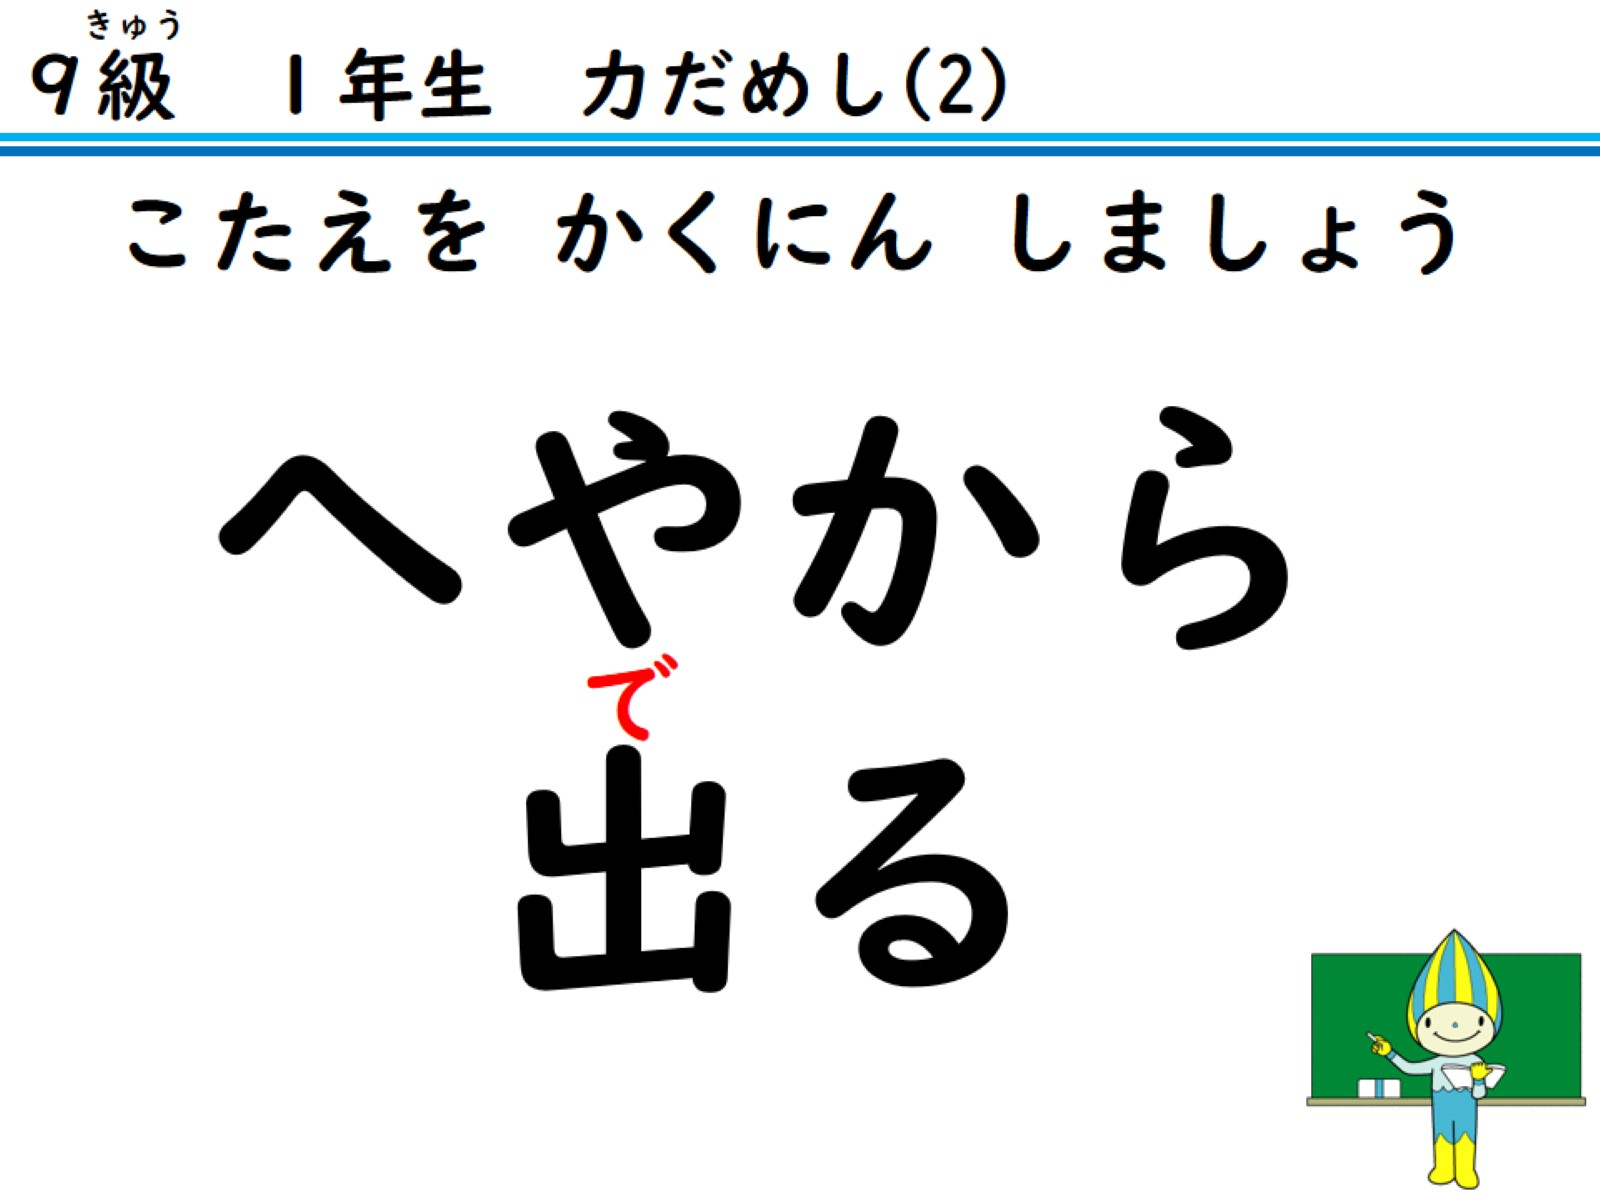 きゅう
9級 1年生 力だめし(2)
こたえを かくにん しましょう
へやから
で
出る